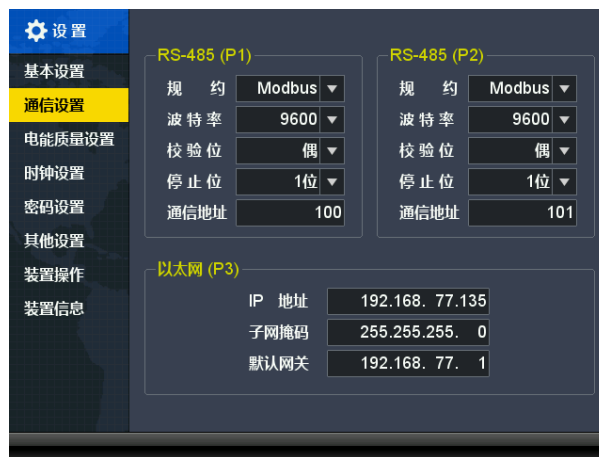 设置
基本设置
通信设置
电能质量设置
时钟设置
密码设置
其他设置
装置操作
装置信息
RS-485 (P1)
规 约 Modbus
波特率 9600
校验位 偶
停止位 1位
通信地址 100
RS-485 (P2)
规 约 Modbus
波特率 9600
校验位 偶
停止位 1位
通信地址 101
以太网 (P3)
IP 地址 192.168. 77.135
子网掩码 255.255.255. 0
默认网关 192.168. 77. 1